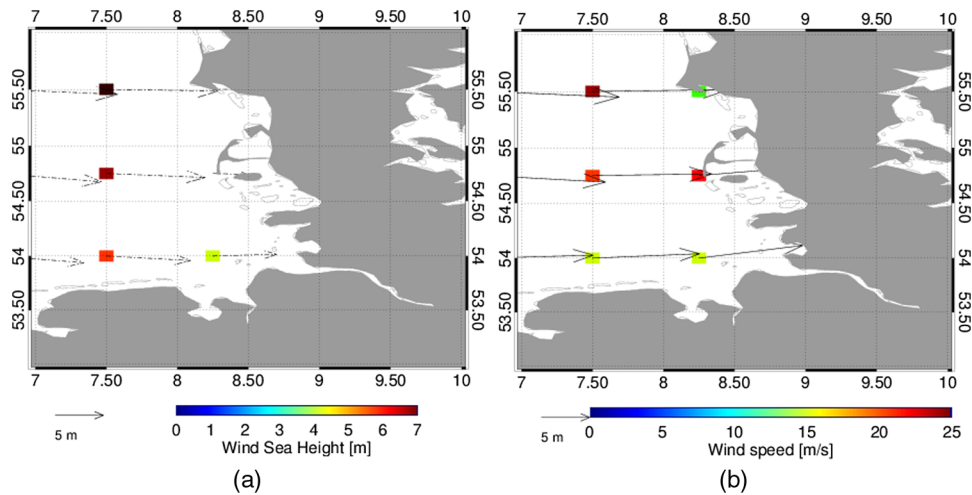 7 7.50 8 8.50 9 9.50 10
55.50 55 54.50 54 53.50
7 7.50 8 8.50 9 9.50 10
5 m
0 1 2 3 4 5 6 7
Wind Sea Height [m]
(a)
7.50 8 8.50 9 9.50 10
55.50 55 54.50 54 53.50
55.50 55 54.50 54 53.50
7 7.50 8 8.50 9 9.50 10
5 m
0 5 10 15 20 25
Wind speed [m/s]
(b)
55.50 55 54.50 54 53.50